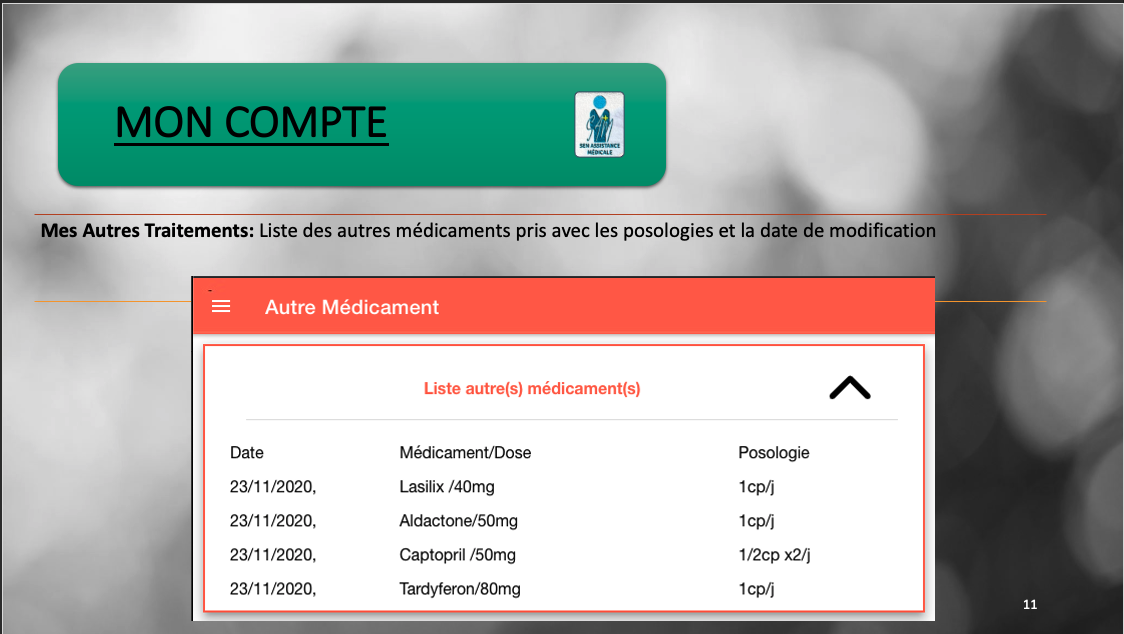 MON COMPTE
SEN ASSISTANCE
MÉDICALE
Mes Autres Traitements: Liste des autres médicaments pris avec les posologies et la date de modification
Autre Médicament
Liste autre(s) médicament(s)
Date Médicament/Dose Posologie
23/11/2020, Lasilix /40mg 1cp/j
23/11/2020, Aldactone/50mg 1cp/j
23/11/2020, Captopril /50mg 1/2cp x2/j
23/11/2020, Tardyferon/80mg 1cp/j
11